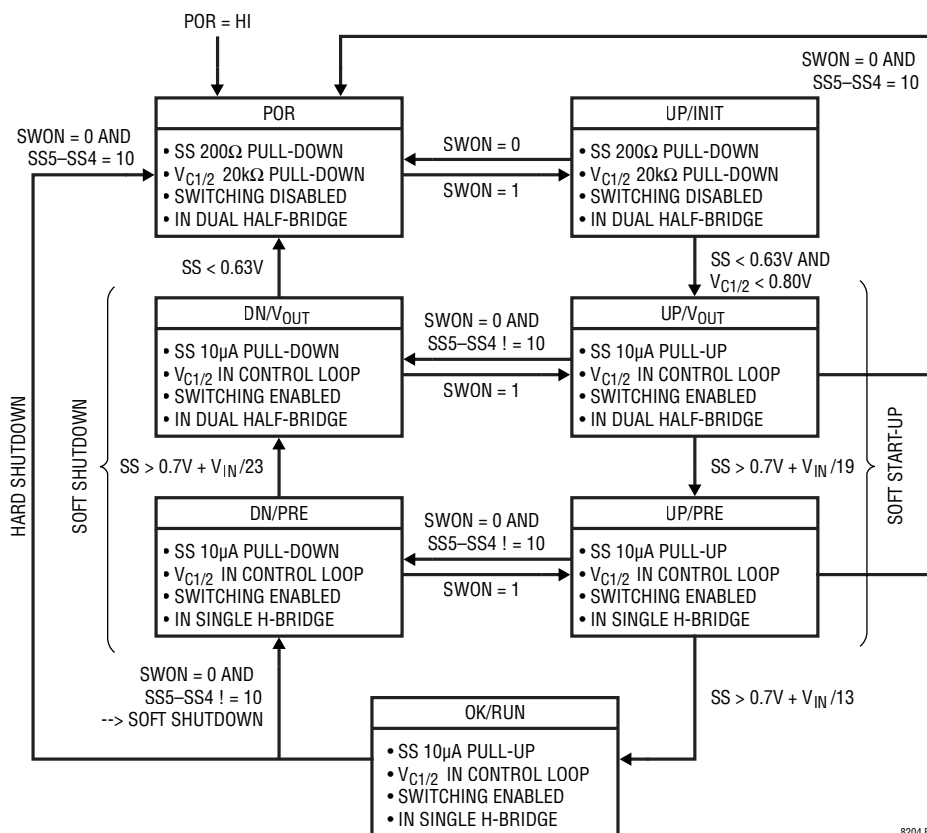 POR = HI
SWON = 0 AND
SS5–SS4 = 10
SWON = 0 AND
SS5–SS4 = 10
POR
• SS 200Ω PULL-DOWN
• VC1/2 20kΩ PULL-DOWN
• SWITCHING DISABLED
• IN DUAL HALF-BRIDGE
SWON = 0
SWON = 1
UP/INIT
• SS 200Ω PULL-DOWN
• VC1/2 20kΩ PULL-DOWN
• SWITCHING DISABLED
• IN DUAL HALF-BRIDGE
SS < 0.63V
SS < 0.63V AND
VC1/2 < 0.80V
DN/VOUT
• SS 10µA PULL-DOWN
• VC1/2 IN CONTROL LOOP
• SWITCHING ENABLED
• IN DUAL HALF-BRIDGE
SWON = 0 AND
SS5–SS4 ! = 10
SWON = 1
UP/VOUT
• SS 10µA PULL-UP
• VC1/2 IN CONTROL LOOP
• SWITCHING ENABLED
• IN DUAL HALF-BRIDGE
HARD SHUTDOWN
SOFT SHUTDOWN
SS > 0.7V + VIN/23
SS > 0.7V + VIN/19
SOFT START-UP
DN/PRE
• SS 10µA PULL-DOWN
• VC1/2 IN CONTROL LOOP
• SWITCHING ENABLED
• IN SINGLE H-BRIDGE
SWON = 0 AND
SS5–SS4 ! = 10
SWON = 1
UP/PRE
• SS 10µA PULL-UP
• VC1/2 IN CONTROL LOOP
• SWITCHING ENABLED
• IN SINGLE H-BRIDGE
SWON = 0 AND
SS5–SS4 ! = 10
--> SOFT SHUTDOWN
SS > 0.7V + VIN/13
OK/RUN
• SS 10µA PULL-UP
• VC1/2 IN CONTROL LOOP
• SWITCHING ENABLED
• IN SINGLE H-BRIDGE